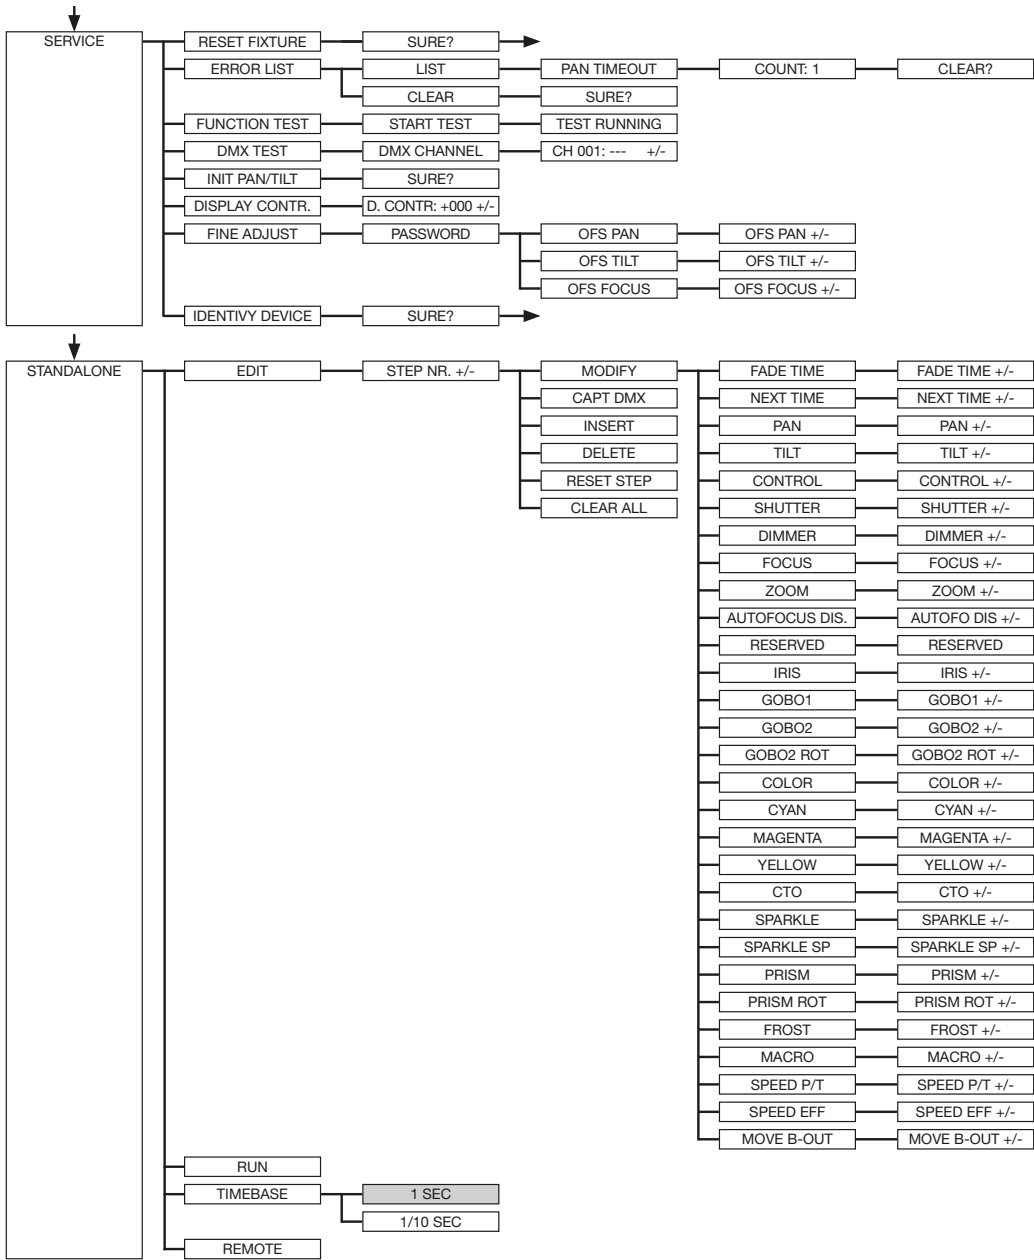 SERVICE RESET FIXTURE SURE?
ERROR LIST LIST PAN TIMEOUT COUNT: 1 CLEAR?
CLEAR SURE?
FUNCTION TEST START TEST TEST RUNNING
DMX TEST DMX CHANNEL CH 001: --- +/-
INIT PAN/TILT SURE?
DISPLAY CONTR. D. CONTR: +000 +/-
FINE ADJUST PASSWORD OFS PAN OFS PAN +/-
OFS TILT OFS TILT +/-
OFS FOCUS OFS FOCUS +/-
IDENTIVY DEVICE SURE?
STANDALONE EDIT STEP NR. +/- MODIFY FADE TIME FADE TIME +/-
CAPT DMX NEXT TIME NEXT TIME +/-
INSERT PAN PAN +/-
DELETE TILT TILT +/-
RESET STEP CONTROL CONTROL +/-
CLEAR ALL SHUTTER SHUTTER +/-
DIMMER DIMMER +/-
FOCUS FOCUS +/-
ZOOM ZOOM +/-
AUTOFOCUS DIS. AUTOFO DIS +/-
RESERVED RESERVED
IRIS IRIS +/-
GOBO1 GOBO1 +/-
GOBO2 GOBO2 +/-
GOBO2 ROT GOBO2 ROT +/-
COLOR COLOR +/-
CYAN CYAN +/-
MAGENTA MAGENTA +/-
YELLOW YELLOW +/-
CTO CTO +/-
SPARKLE SPARKLE +/-
SPARKLE SP SPARKLE SP +/-
PRISM PRISM +/-
PRISM ROT PRISM ROT +/-
FROST FROST +/-
MACRO MACRO +/-
SPEED P/T SPEED P/T +/-
SPEED EFF SPEED EFF +/-
MOVE B-OUT MOVE B-OUT +/-
RUN
TIMEBASE 1 SEC
1/10 SEC
REMOTE